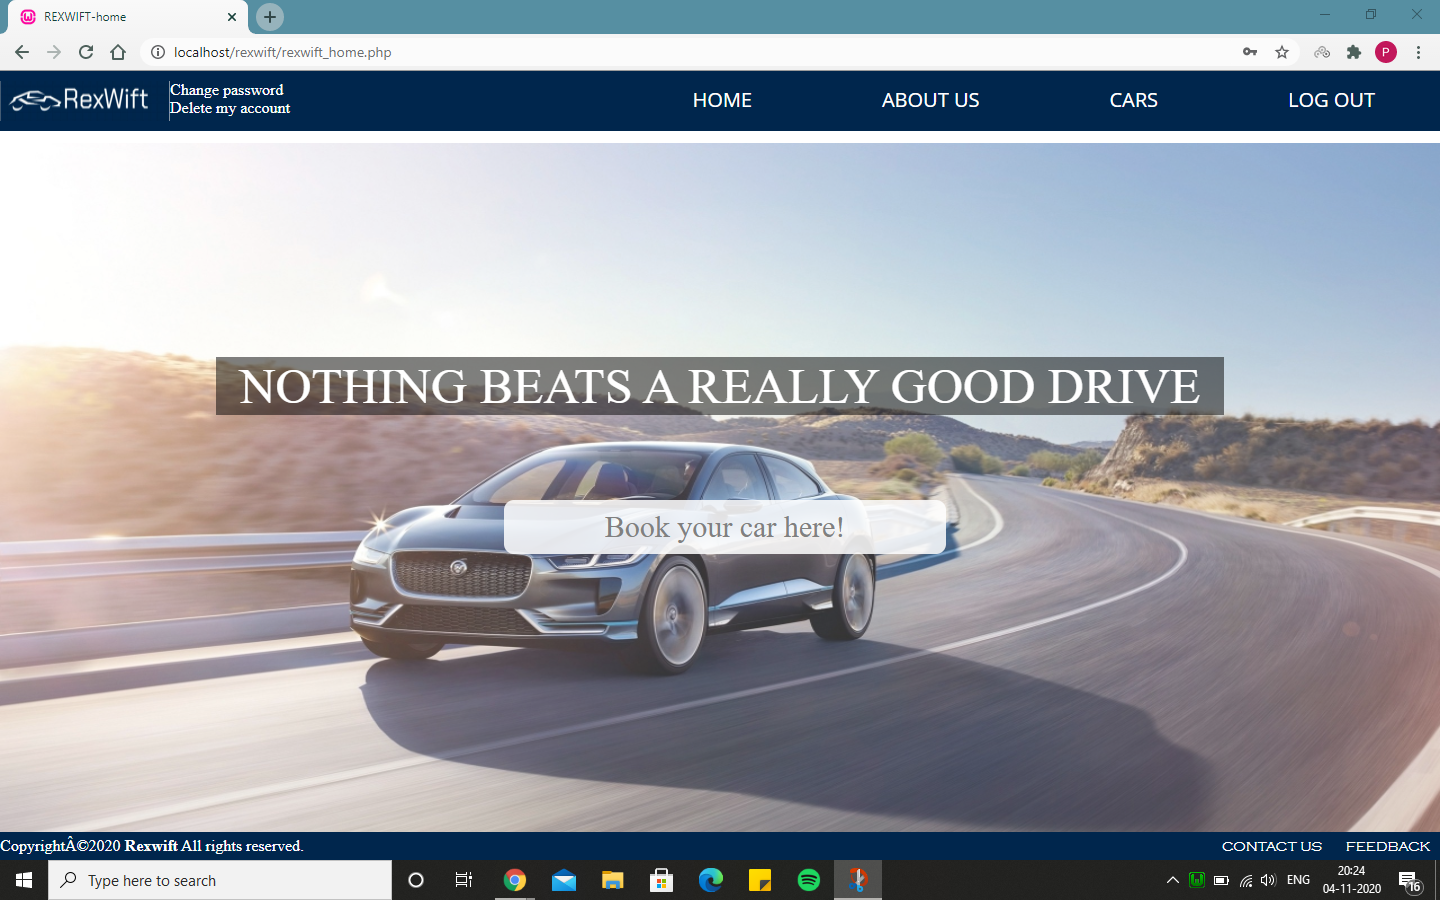 REXWIFT-home
localhost/rexwift/rexwift_home.php
P
RexWift
Change password
Delete my account
HOME
ABOUT US
CARS
LOG OUT
NOTHING BEATS A REALLY GOOD DRIVE
Book your car here!
CopyrightÂ©2020 Rexwift All rights reserved.
CONTACT US
FEEDBACK
Type here to search
ENG
20:24
04-11-2020
16